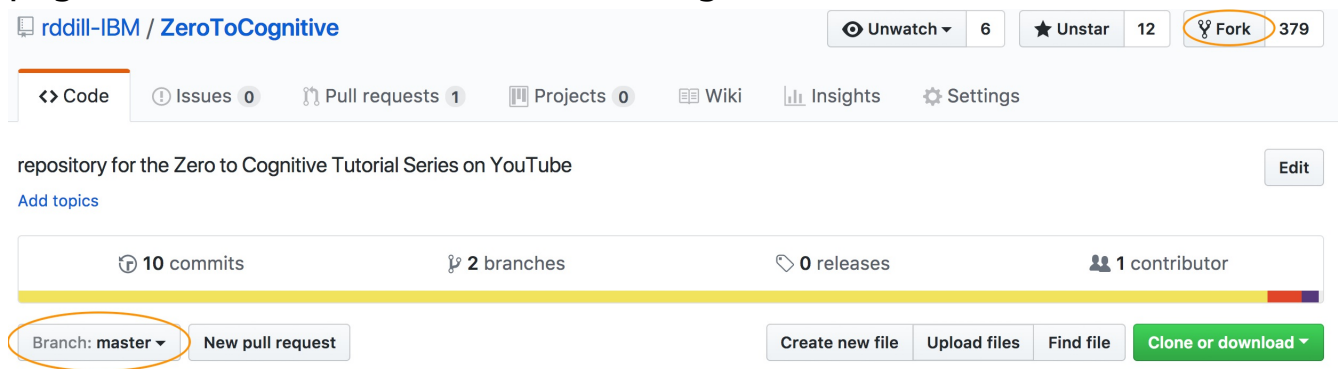 rddill-IBM / ZeroToCognitive Unwatch 6 Unstar 12 Fork 379
Code Issues 0 Pull requests 1 Projects 0 Wiki Insights Settings
repository for the Zero to Cognitive Tutorial Series on YouTube Edit
Add topics
10 commits 2 branches 0 releases 1 contributor
Branch: master New pull request Create new file Upload files Find file Clone or download